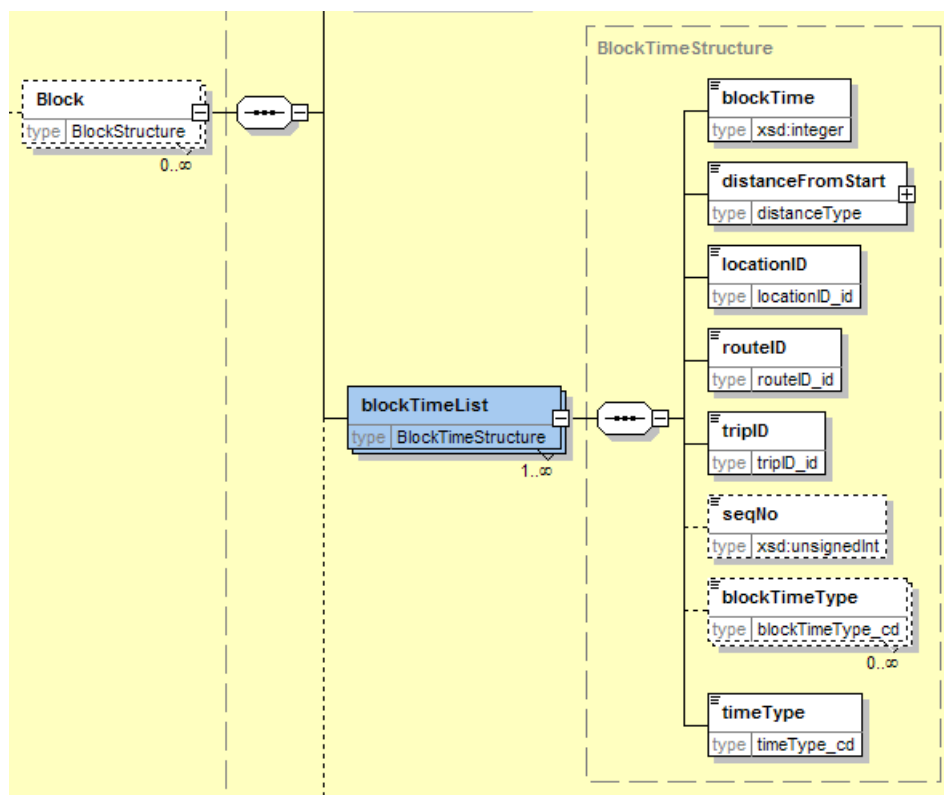 BlockTimeStructure
Block
type BlockStructure
0..∞
blockTime
type xsd:integer
distanceFromStart
type distanceType
locationID
type locationID_id
routeID
type routeID_id
blockTimeList
type BlockTimeStructure
1..∞
tripID
type tripID_id
seqNo
type xsd:unsignedInt
blockTimeType
type blockTimeType_cd
0..∞
timeType
type timeType_cd